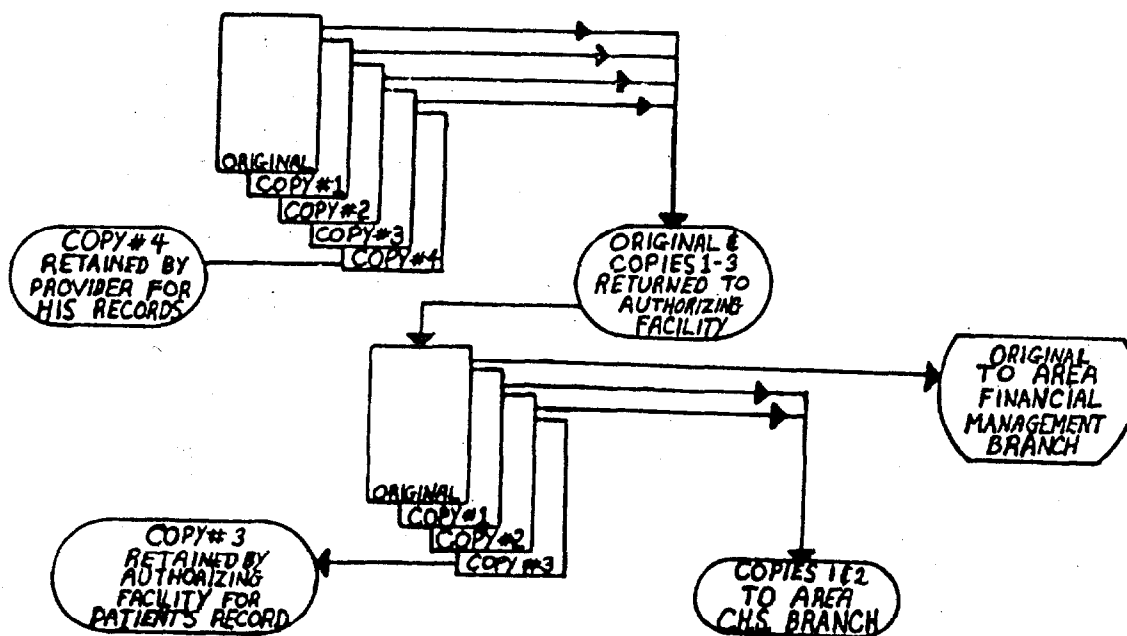 ORIGINAL
COPY #1
COPY #2
COPY #3
COPY #4
COPY #4
RETAINED BY
PROVIDER FOR
HIS RECORDS
ORIGINAL &
COPIES 1-3
RETURNED TO
AUTHORIZING
FACILITY
ORIGINAL
TO AREA
FINANCIAL
MANAGEMENT
BRANCH
ORIGINAL
COPY #1
COPY #2
COPY #3
COPY # 3
RETAINED BY
AUTHORIZING
FACILITY FOR
PATIENTS RECORD
COPIES 1&2
TO AREA
C.H.S. BRANCH